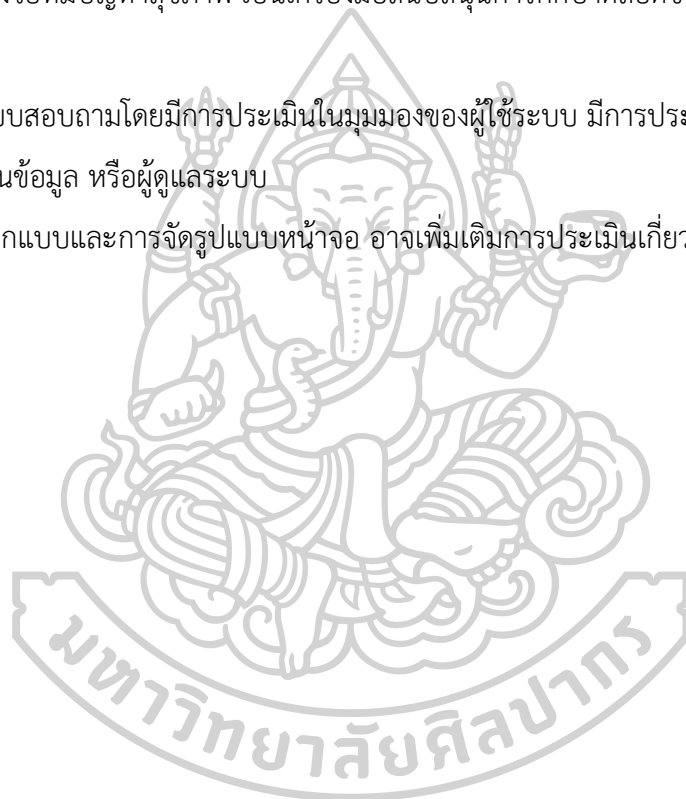 บบสอบถามโดยมีการประเมินในมุมมองของผู้ใช้ระบบ มีการประ
นข้อมูล หรือผู้ดูแลระบบ
กแบบและการจัดรูปแบบหน้าจอ อาจเพิ่มเติมการประเมินเกี่ยว
มหาวิทยาลัยศิลปากร